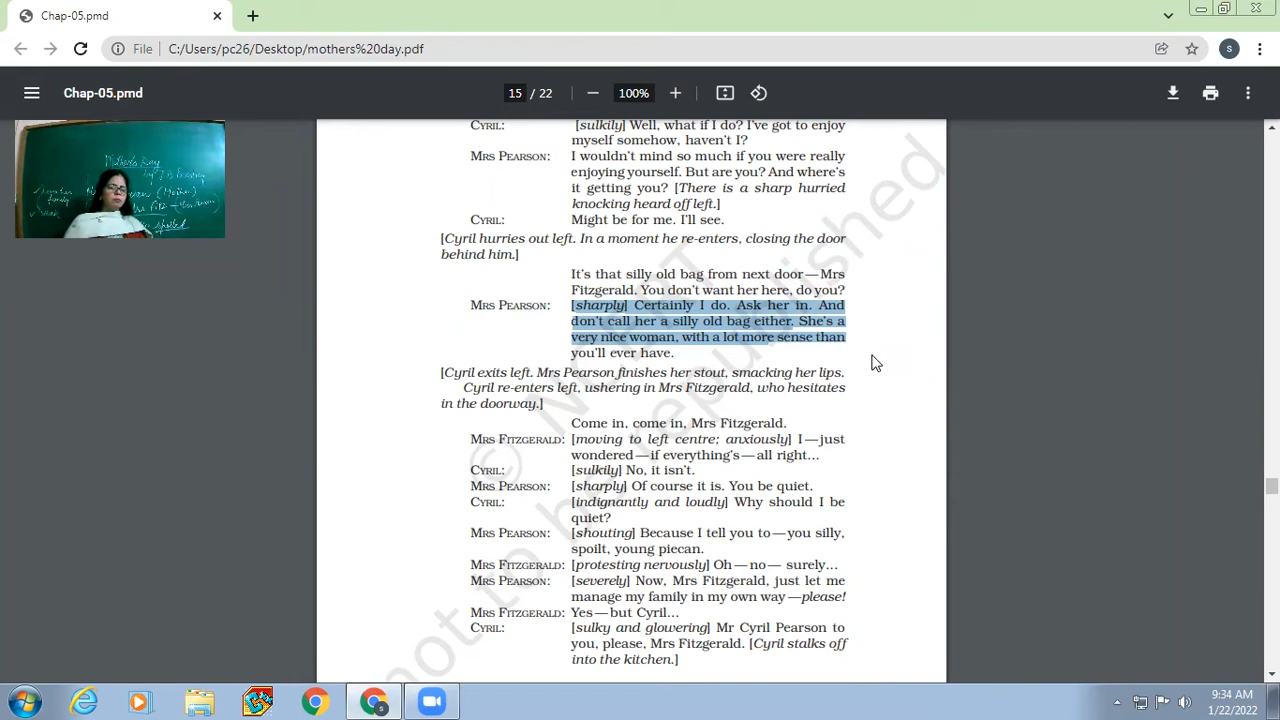 Chap-05.pmd
File
C:/Users/pc26/Desktop/mothers%20day.pdf
S
Chap-05.pmd
15 / 22
100%
Mother's Day
CYRIL: [sulkily] Well, what if I do? I've got to enjoy
myself somehow, haven't I?
MRS PEARSON: I wouldn't mind so much if you were really
enjoying yourself. But are you? And where's
it getting you? [There is a sharp hurried
knocking heard off left.]
CYRIL: Might be for me. I'll see.
[Cyril hurries out left. In a moment he re-enters, closing the door
behind him.]
It's that silly old bag from next door—Mrs
Fitzgerald. You don't want her here, do you?
MRS PEARSON: [sharply] Certainly I do. Ask her in. And
don't call her a silly old bag either. She's a
very nice woman, with a lot more sense than
you'll ever have.
[Cyril exits left. Mrs Pearson finishes her stout, smacking her lips.
Cyril re-enters left, ushering in Mrs Fitzgerald, who hesitates
in the doorway.]
Come in, come in, Mrs Fitzgerald.
MRS FITZGERALD: [moving to left centre; anxiously] I—just
wondered—if everything's—all right...
CYRIL: [sulkily] No, it isn't.
MRS PEARSON: [sharply] Of course it is. You be quiet.
CYRIL: [indignantly and loudly] Why should I be
quiet?
MRS PEARSON: [shouting] Because I tell you to—you silly,
spoilt, young piecan.
MRS FITZGERALD: [protesting nervously] Oh—no— surely...
MRS PEARSON: [severely] Now, Mrs Fitzgerald, just let me
manage my family in my own way —please!
MRS FITZGERALD: Yes—but Cyril...
CYRIL: [sulky and glowering] Mr Cyril Pearson to
you, please, Mrs Fitzgerald. [Cyril stalks off
into the kitchen.]
© NCERT
not to be republished
S
9:34 AM
1/22/2022